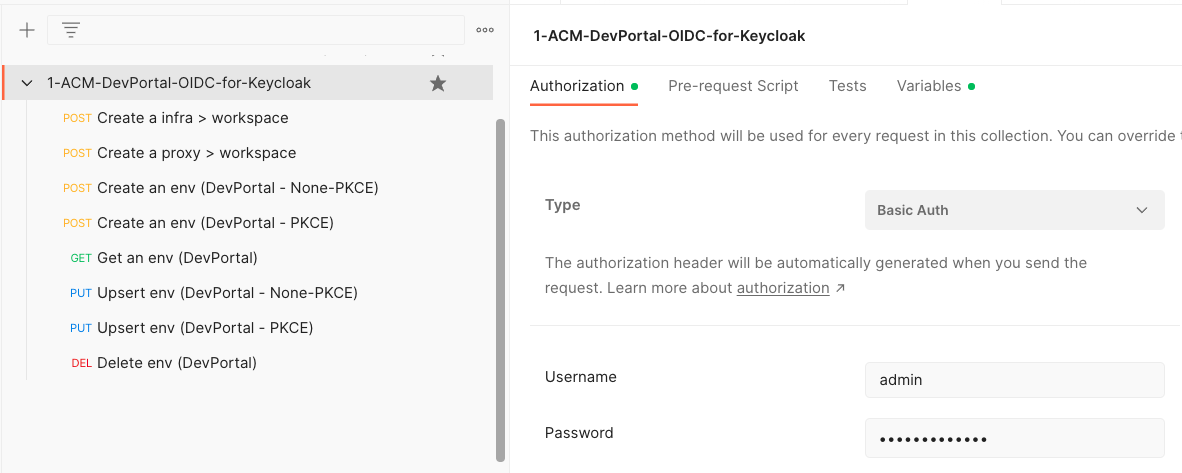 1-ACM-DevPortal-OIDC-for-Keycloak
POST Create a infra > workspace
POST Create a proxy > workspace
POST Create an env (DevPortal - None-PKCE)
POST Create an env (DevPortal - PKCE)
GET Get an env (DevPortal)
PUT Upsert env (DevPortal - None-PKCE)
PUT Upsert env (DevPortal - PKCE)
DEL Delete env (DevPortal)
1-ACM-DevPortal-OIDC-for-Keycloak
Authorization Pre-request Script Tests Variables
This authorization method will be used for every request in this collection. You can override
Type Basic Auth
The authorization header will be automatically generated when you send the
request. Learn more about authorization ↗
Username admin
Password •••••••••••••